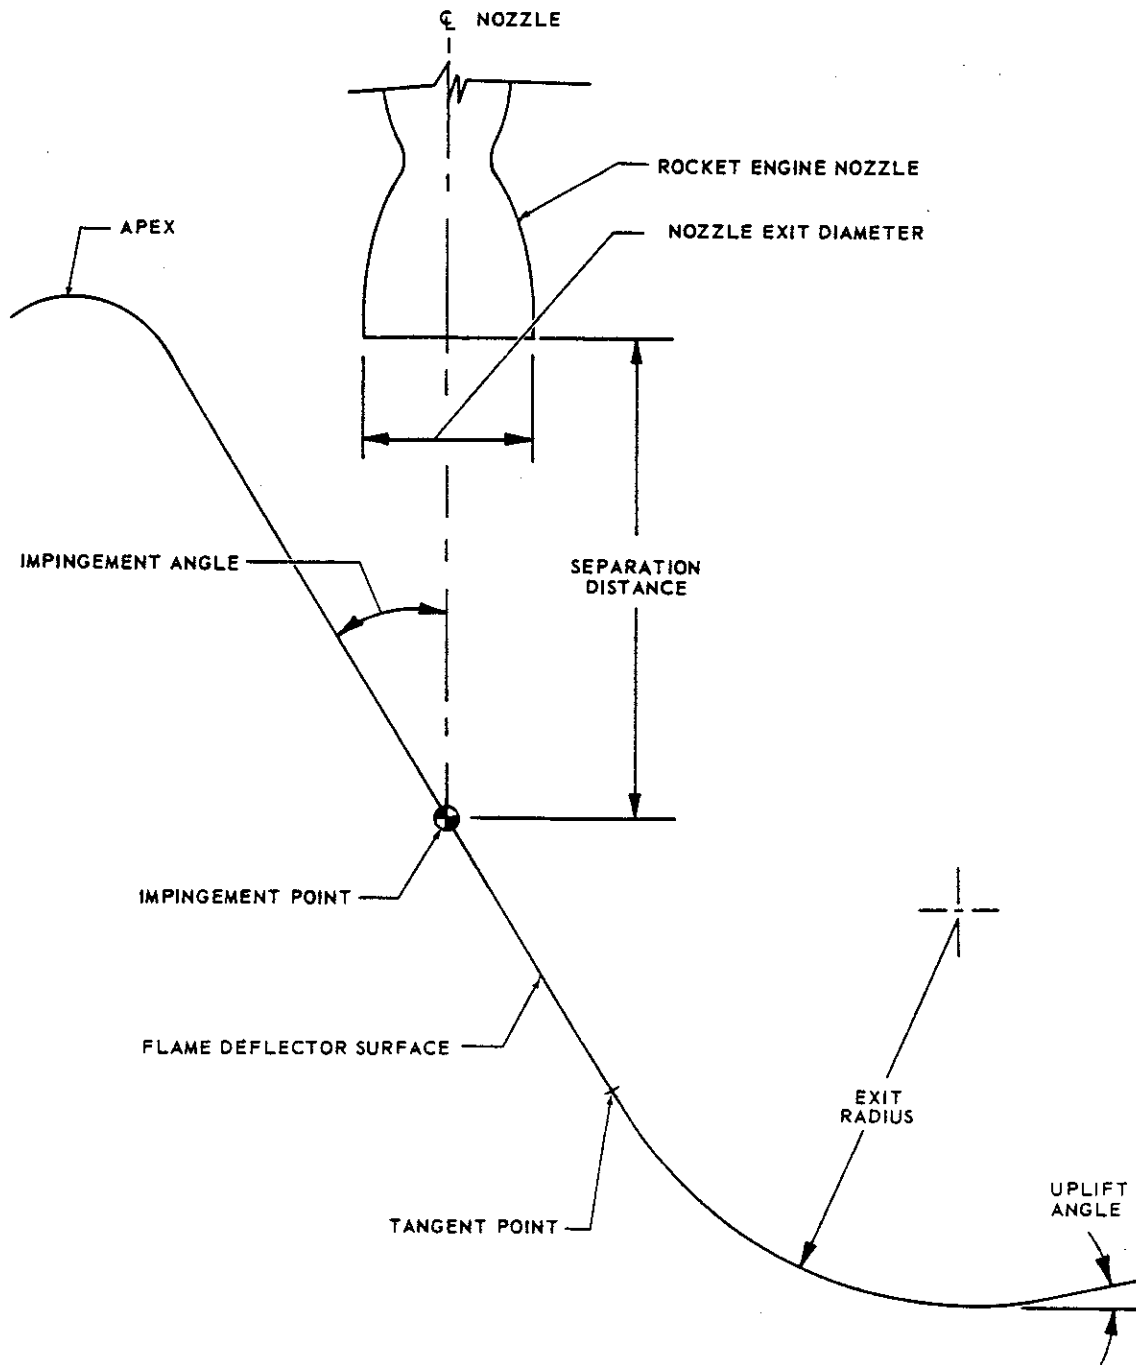 ℄ NOZZLE
ROCKET ENGINE NOZZLE
APEX
NOZZLE EXIT DIAMETER
IMPINGEMENT ANGLE
SEPARATION
DISTANCE
IMPINGEMENT POINT
FLAME DEFLECTOR SURFACE
EXIT
RADIUS
UPLIFT
ANGLE
TANGENT POINT